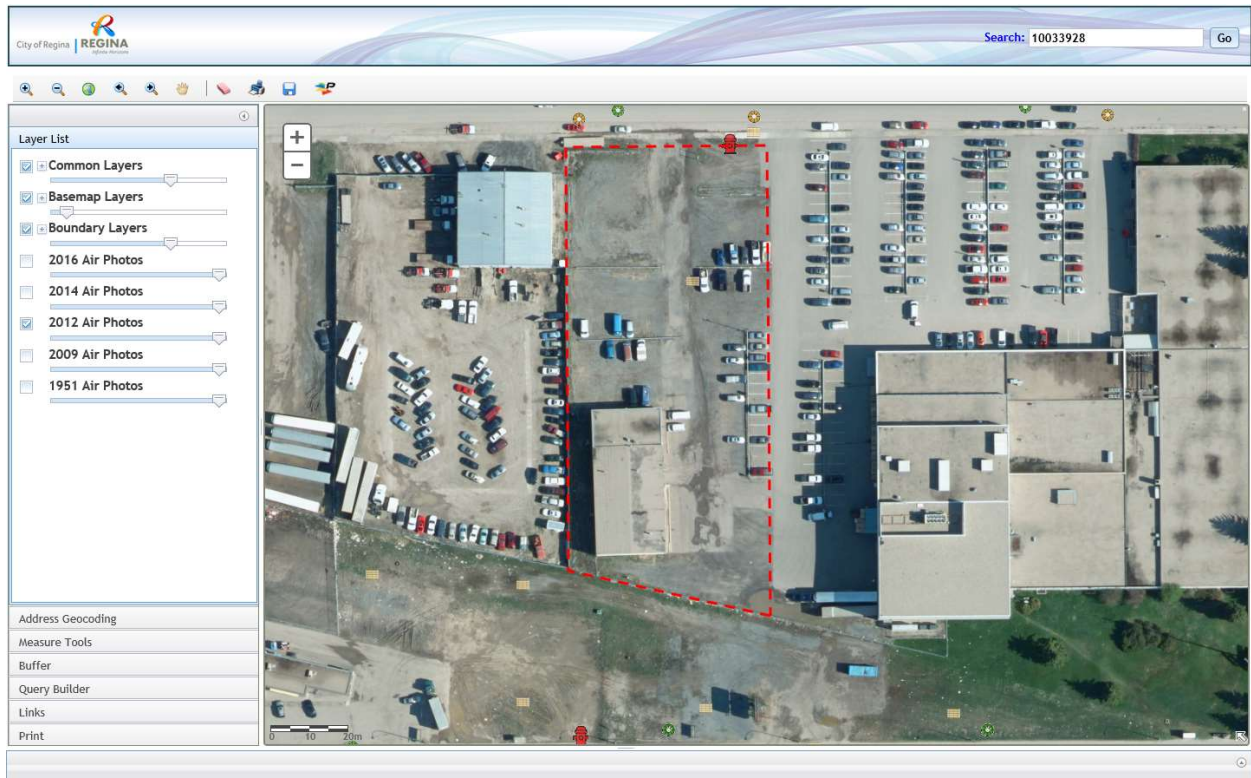 City of Regina
REGINA
Infinite Horizons
Search: 10033928 Go
Layer List
Common Layers
Basemap Layers
Boundary Layers
2016 Air Photos
2014 Air Photos
2012 Air Photos
2009 Air Photos
1951 Air Photos
Address Geocoding
Measure Tools
Buffer
Query Builder
Links
Print
+
−
0 10 20m